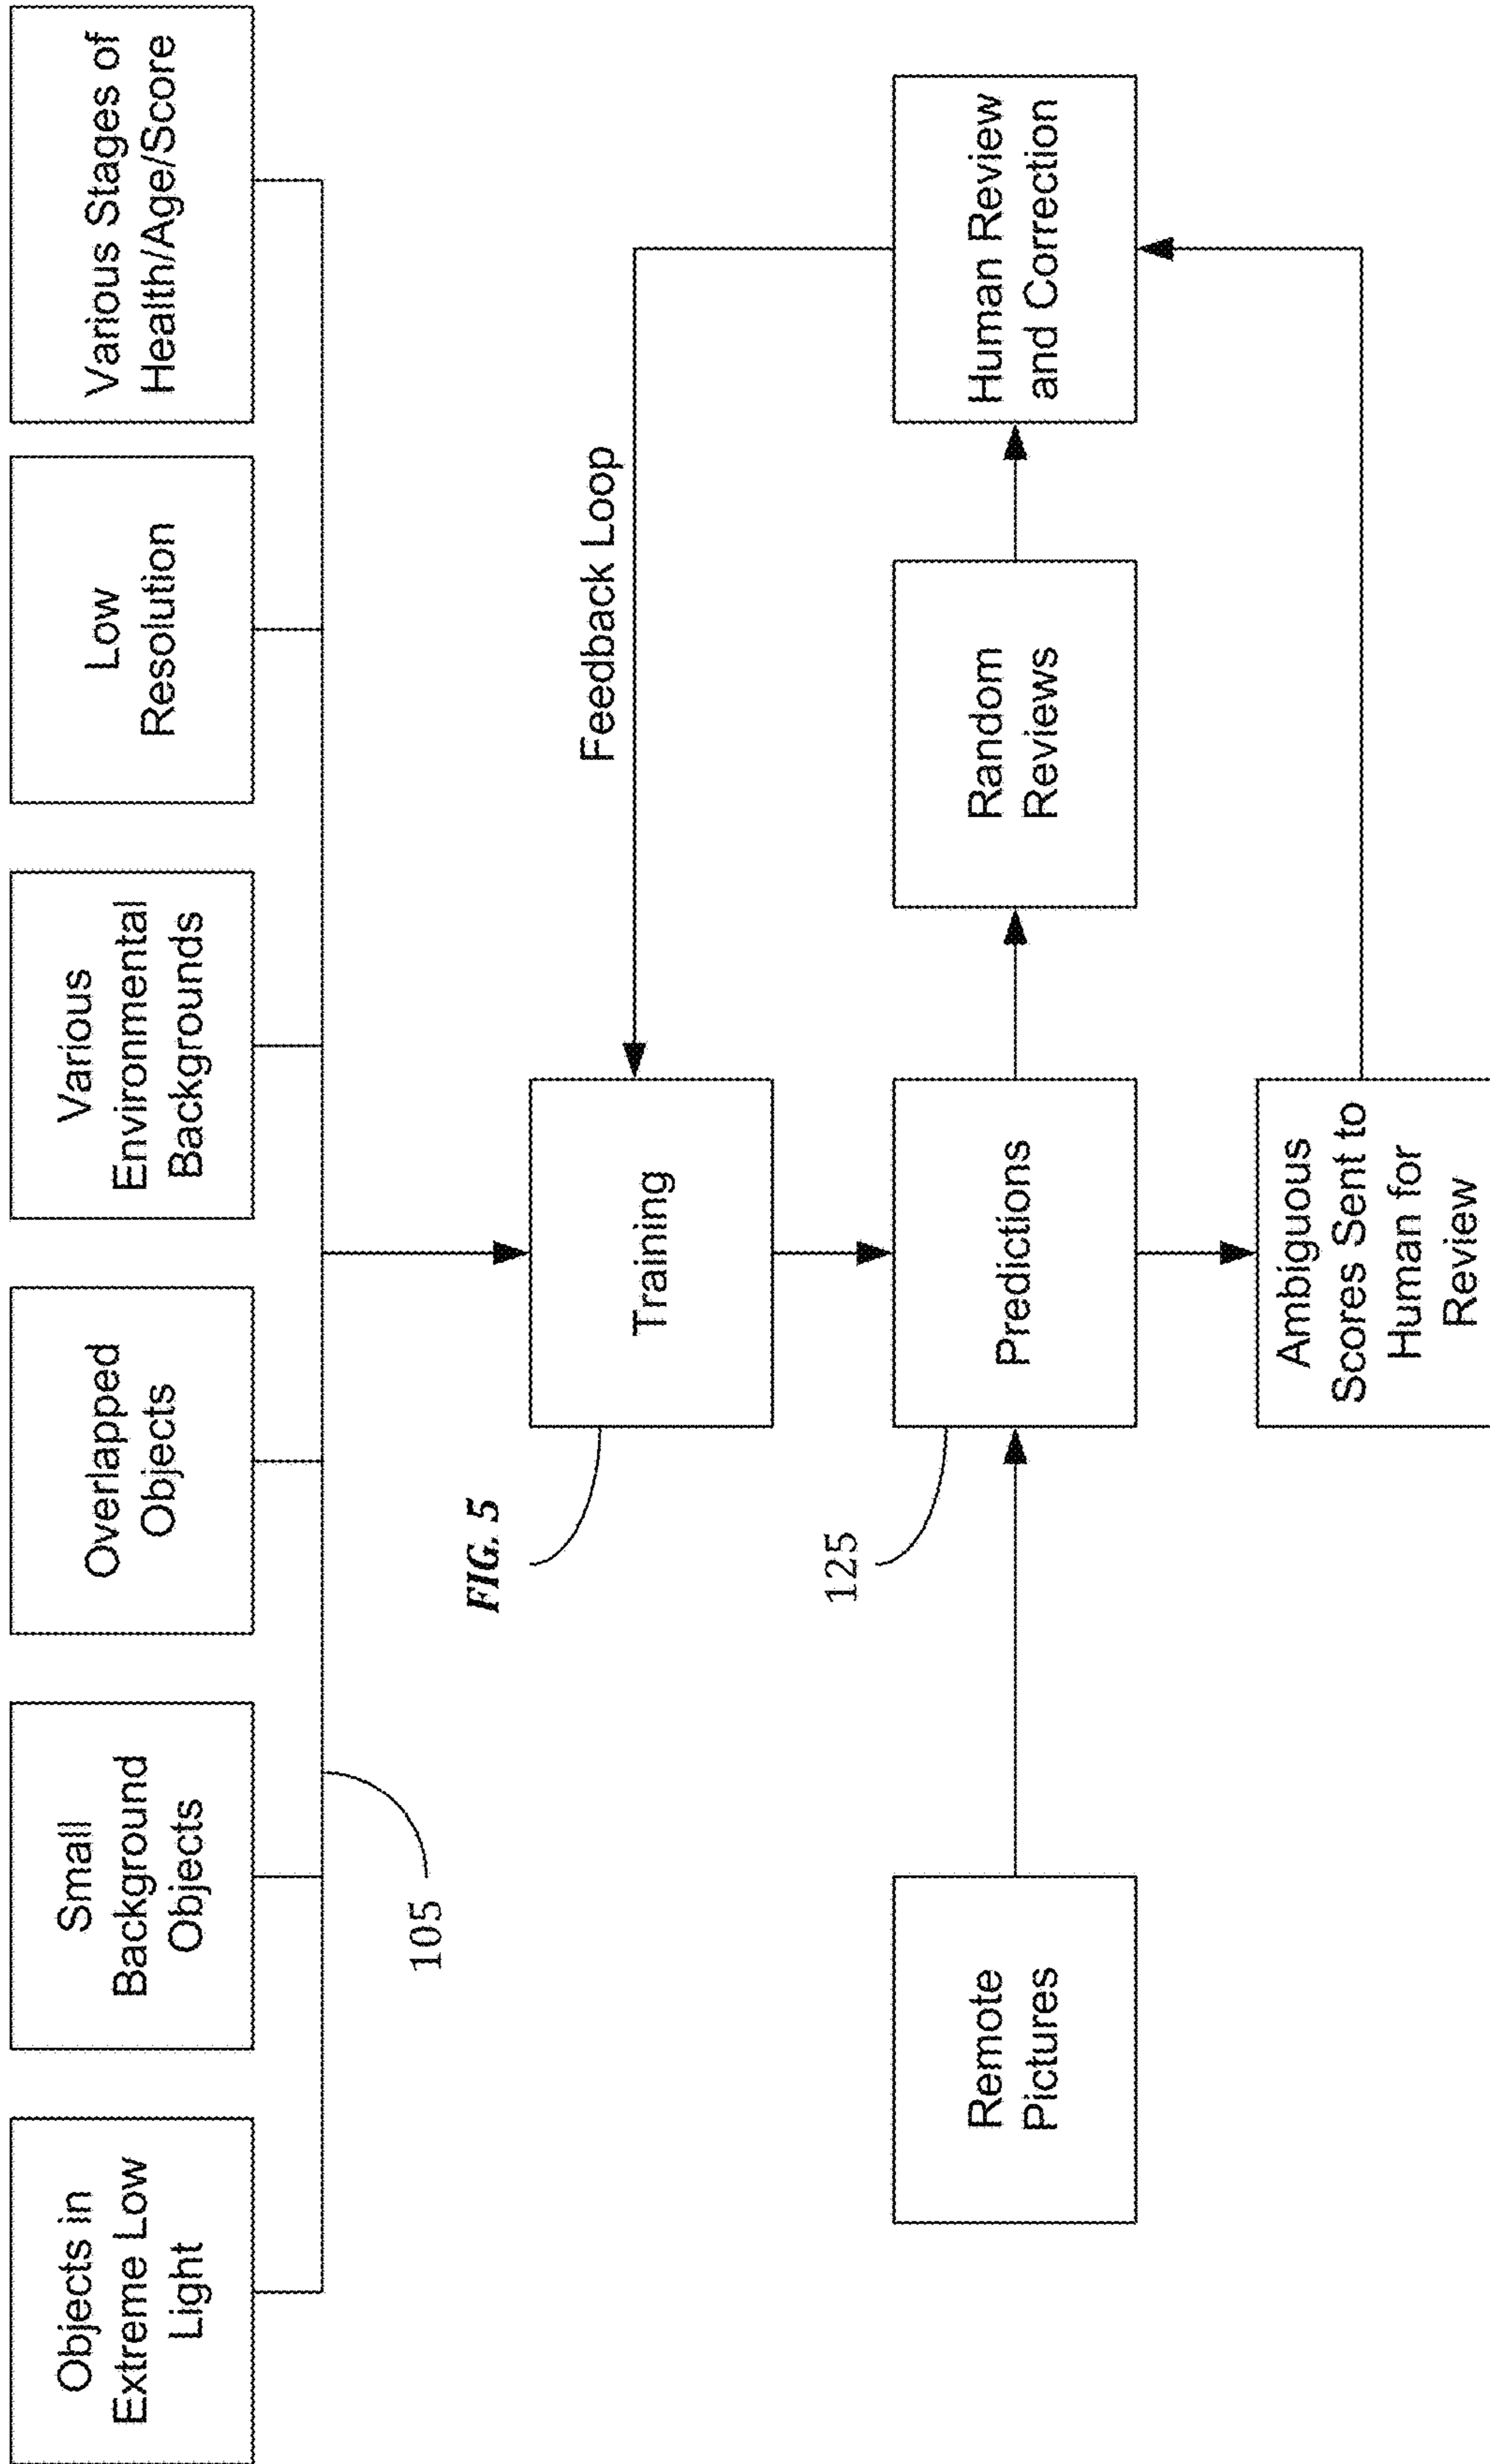 Objects in
Extreme Low
Light
Small
Background
Objects
Overlapped
Objects
Various
Environmental
Backgrounds
Low
Resolution
Various Stages of
Health/Age/Score
105
FIG. 5
Training
Feedback Loop
Remote
Pictures
125
Predictions
Random
Reviews
Human Review
and Correction
Ambiguous
Scores Sent to
Human for
Review